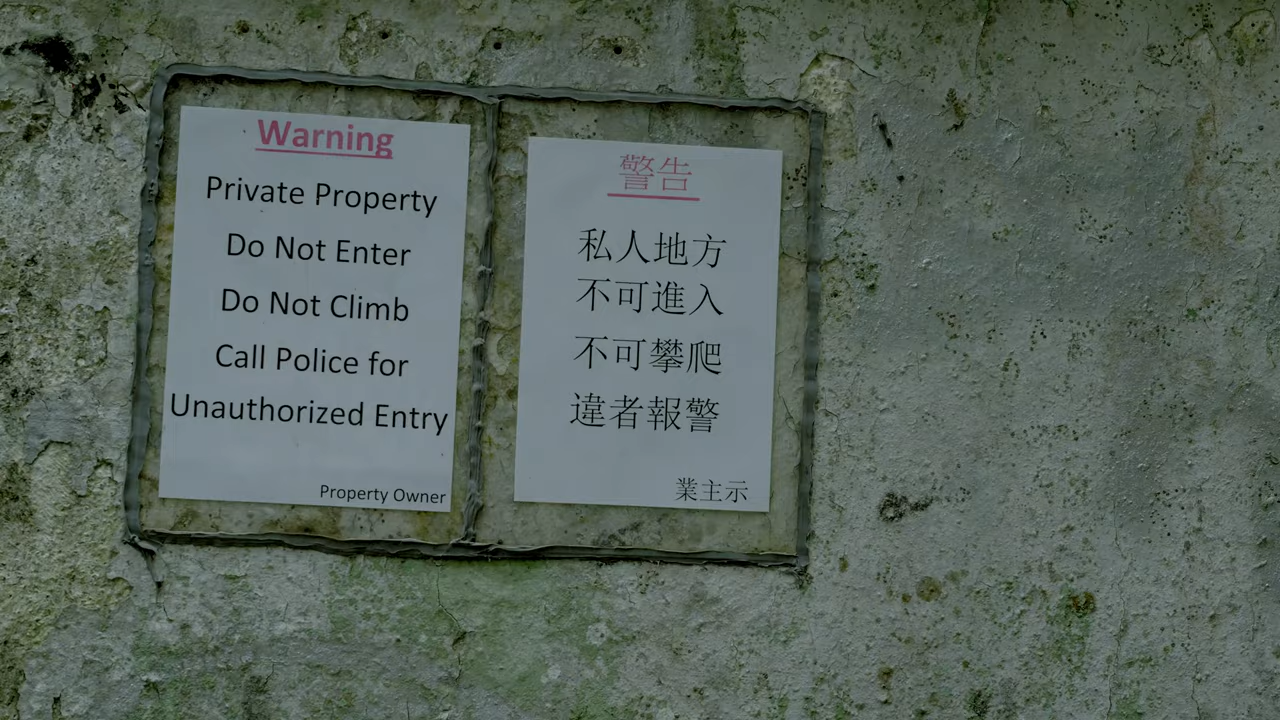 Warning
Private Property
Do Not Enter
Do Not Climb
Call Police for
Unauthorized Entry
Property Owner
警告
私人地方
不可進入
不可攀爬
違者報警
業主示